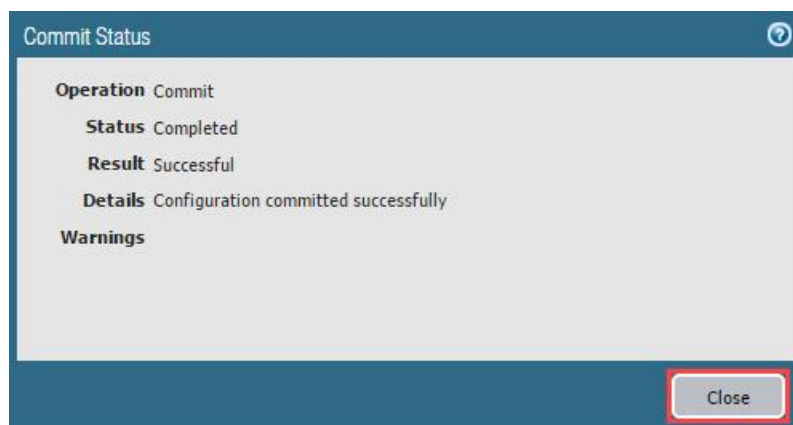 Commit Status
Operation Commit
Status Completed
Result Successful
Details Configuration committed successfully
Warnings
Close